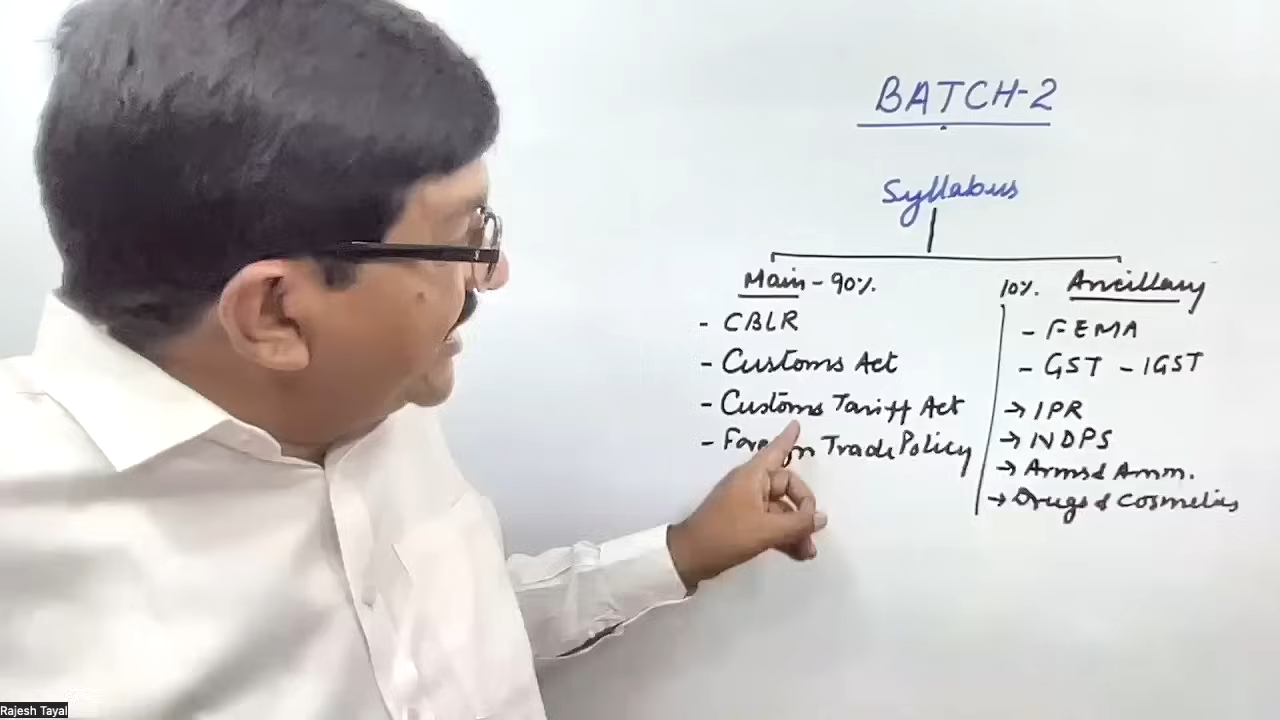 BATCH-2
Syllabus
Main - 90%.
- CBLR
- Customs Act
- Customs Tariff Act
- Foreign Trade Policy
10%. Ancillary
- FEMA
- GST - IGST
→ IPR
→ NDPS
→ Arms & Amm.
→ Drugs & Cosmetics
Rajesh Tayal